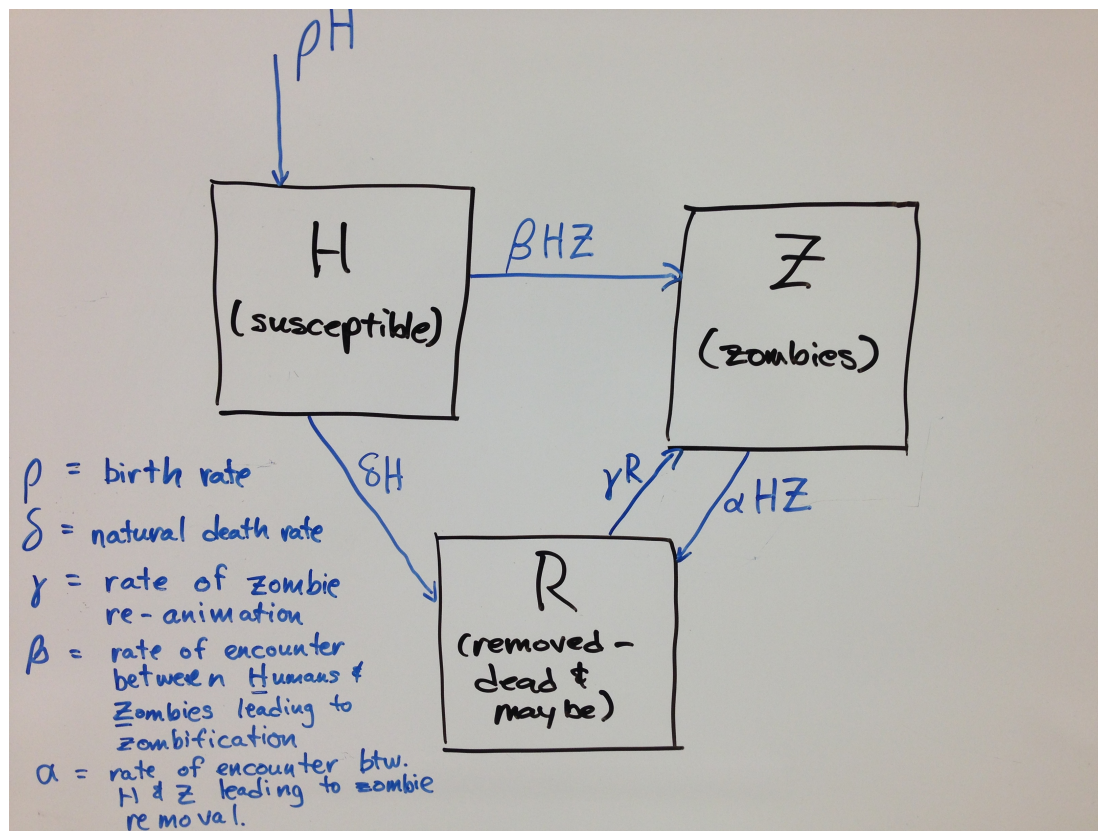 ρH
H
(susceptible)
βHZ
Z
(zombies)
δH
γR
αHZ
R
(removed-
dead &
maybe)
ρ = birth rate
δ = natural death rate
γ = rate of zombie
re-animation
β = rate of encounter
between Humans &
Zombies leading to
zombification
α = rate of encounter btw.
H & Z leading to zombie
removal.